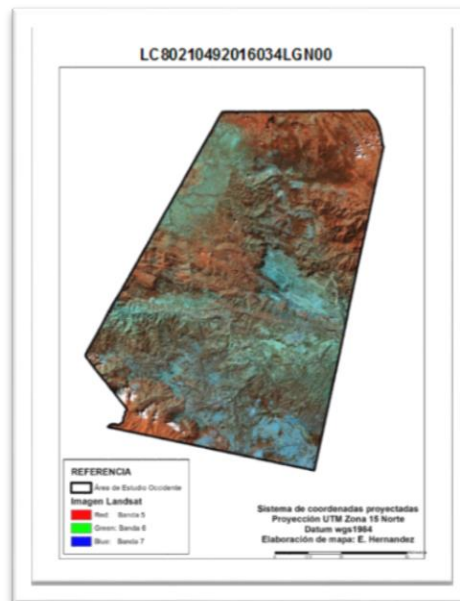 LC80210492016034LGN00
REFERENCIA
Área de Estudio Occidente
Imagen Landsat
Red: Banda 5
Green: Banda 6
Blue: Banda 7
Sistema de coordenadas proyectadas
Proyección UTM Zona 15 Norte
Datum wgs1984
Elaboración de mapa: E. Hernandez